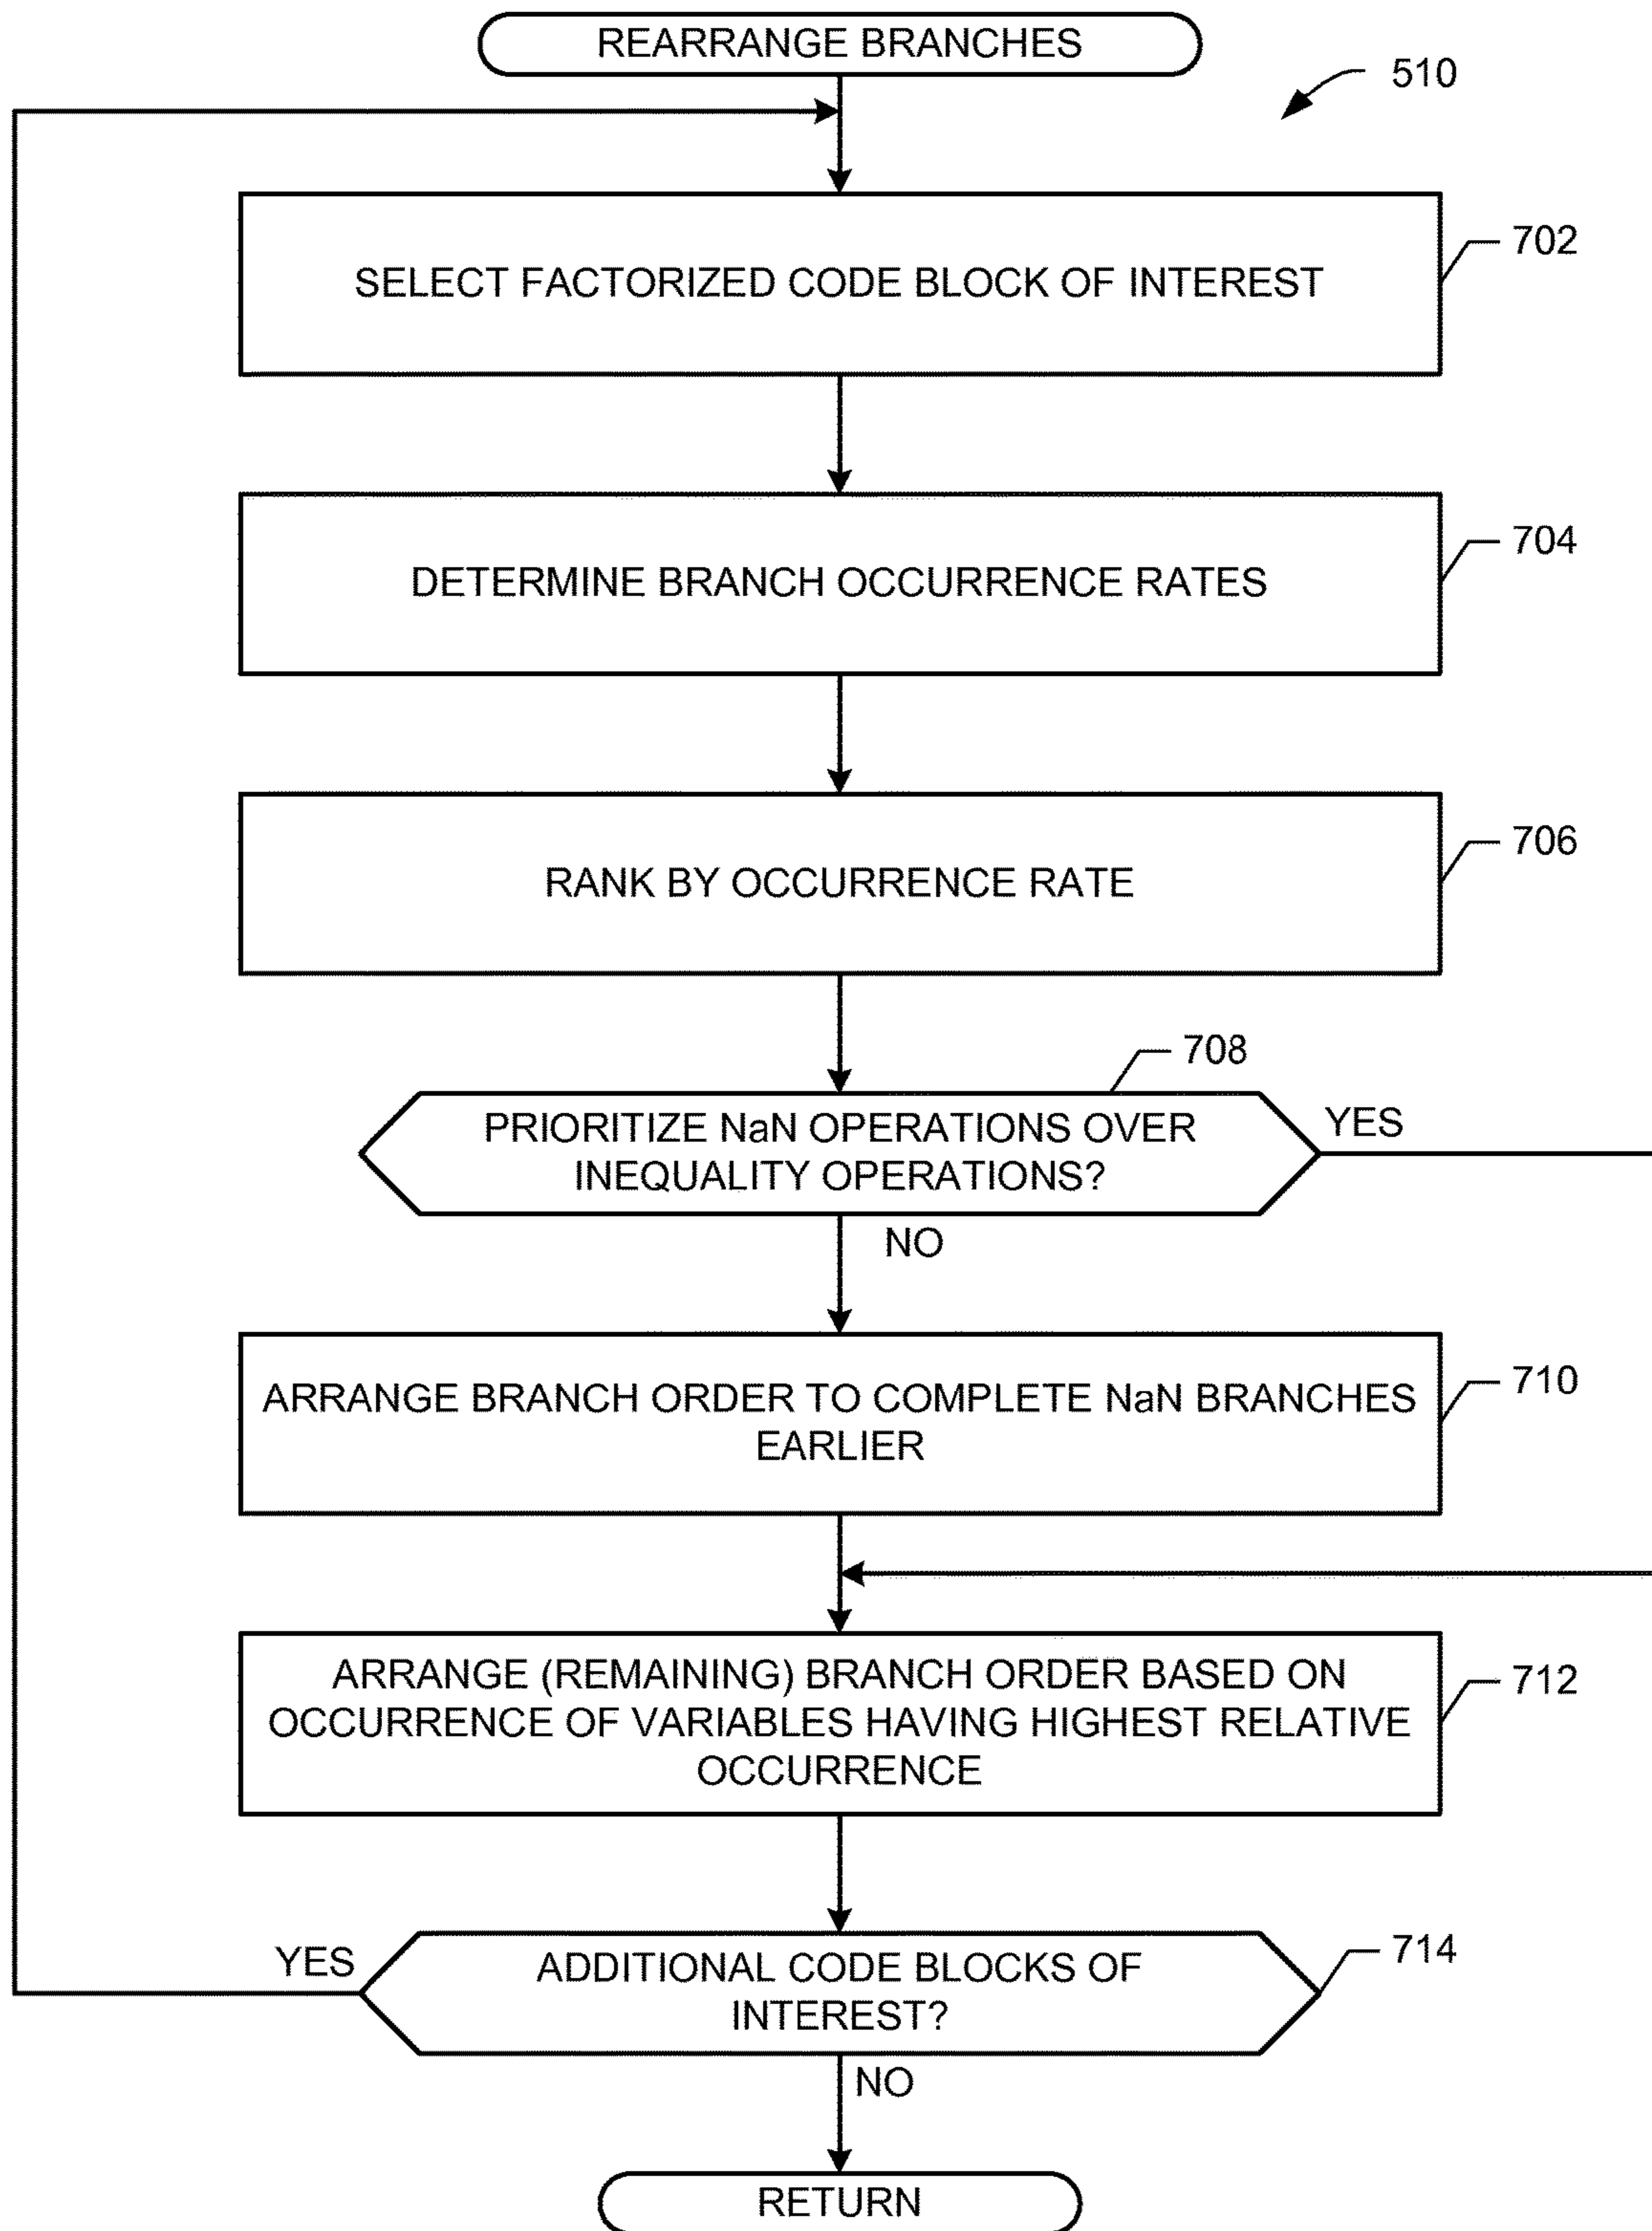 REARRANGE BRANCHES
510
SELECT FACTORIZED CODE BLOCK OF INTEREST
702
DETERMINE BRANCH OCCURRENCE RATES
704
RANK BY OCCURRENCE RATE
706
708
PRIORITIZE NaN OPERATIONS OVER
INEQUALITY OPERATIONS?
YES
NO
ARRANGE BRANCH ORDER TO COMPLETE NaN BRANCHES
EARLIER
710
ARRANGE (REMAINING) BRANCH ORDER BASED ON
OCCURRENCE OF VARIABLES HAVING HIGHEST RELATIVE
OCCURRENCE
712
YES
ADDITIONAL CODE BLOCKS OF
INTEREST?
714
NO
RETURN